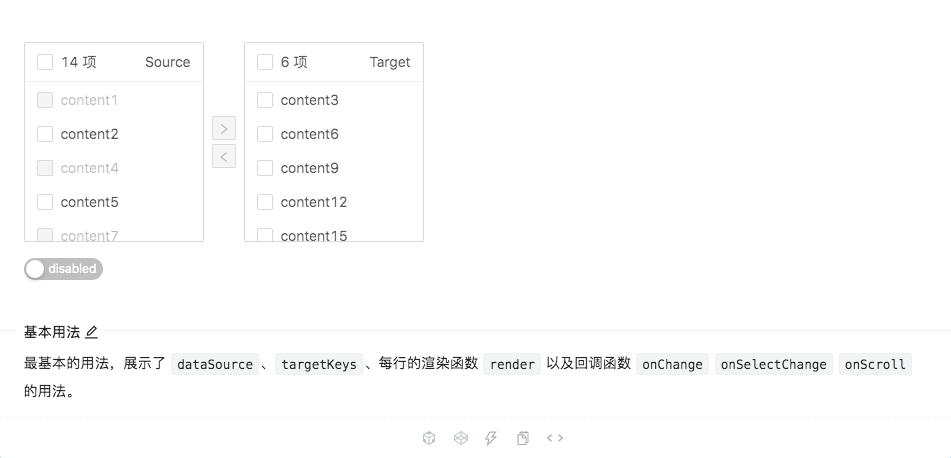 14 项 Source
content1
content2
content4
content5
content7
6 项 Target
content3
content6
content9
content12
content15
disabled
基本用法
最基本的用法，展示了 dataSource 、 targetKeys 、每行的渲染函数 render 以及回调函数 onChange onSelectChange onScroll
的用法。